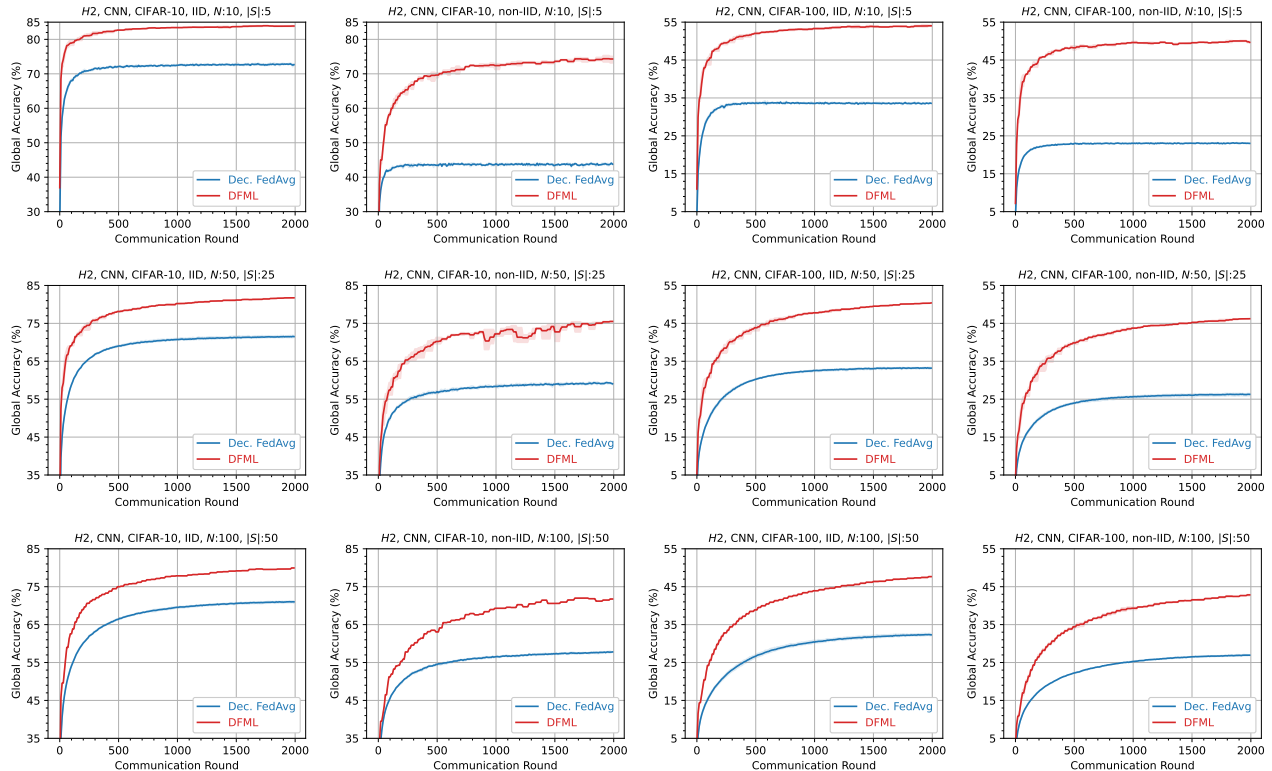 H2, CNN, CIFAR-10, IID, N:10, |S|:5
Global Accuracy (%)
80
70
60
50
40
30
0
500
1000
1500
2000
Communication Round
Dec. FedAvg
DFML
H2, CNN, CIFAR-10, non-IID, N:10, |S|:5
Global Accuracy (%)
85
80
70
60
50
40
30
0
500
1000
1500
2000
Communication Round
Dec. FedAvg
DFML
H2, CNN, CIFAR-100, IID, N:10, |S|:5
Global Accuracy (%)
55
45
35
25
15
5
0
500
1000
1500
2000
Communication Round
Dec. FedAvg
DFML
H2, CNN, CIFAR-100, non-IID, N:10, |S|:5
Global Accuracy (%)
55
45
35
25
15
5
0
500
1000
1500
2000
Communication Round
Dec. FedAvg
DFML
H2, CNN, CIFAR-10, IID, N:50, |S|:25
Global Accuracy (%)
85
75
65
55
45
35
0
500
1000
1500
2000
Communication Round
Dec. FedAvg
DFML
H2, CNN, CIFAR-10, non-IID, N:50, |S|:25
Global Accuracy (%)
85
75
65
55
45
35
0
500
1000
1500
2000
Communication Round
Dec. FedAvg
DFML
H2, CNN, CIFAR-100, IID, N:50, |S|:25
Global Accuracy (%)
55
45
35
25
15
5
0
500
1000
1500
2000
Communication Round
Dec. FedAvg
DFML
H2, CNN, CIFAR-100, non-IID, N:50, |S|:25
Global Accuracy (%)
55
45
35
25
15
5
0
500
1000
1500
2000
Communication Round
Dec. FedAvg
DFML
H2, CNN, CIFAR-10, IID, N:100, |S|:50
Global Accuracy (%)
85
75
65
55
45
35
0
500
1000
1500
2000
Communication Round
Dec. FedAvg
DFML
H2, CNN, CIFAR-10, non-IID, N:100, |S|:50
Global Accuracy (%)
85
75
65
55
45
35
0
500
1000
1500
2000
Communication Round
Dec. FedAvg
DFML
H2, CNN, CIFAR-100, IID, N:100, |S|:50
Global Accuracy (%)
55
45
35
25
15
5
0
500
1000
1500
2000
Communication Round
Dec. FedAvg
DFML
H2, CNN, CIFAR-100, non-IID, N:100, |S|:50
Global Accuracy (%)
55
45
35
25
15
5
0
500
1000
1500
2000
Communication Round
Dec. FedAvg
DFML